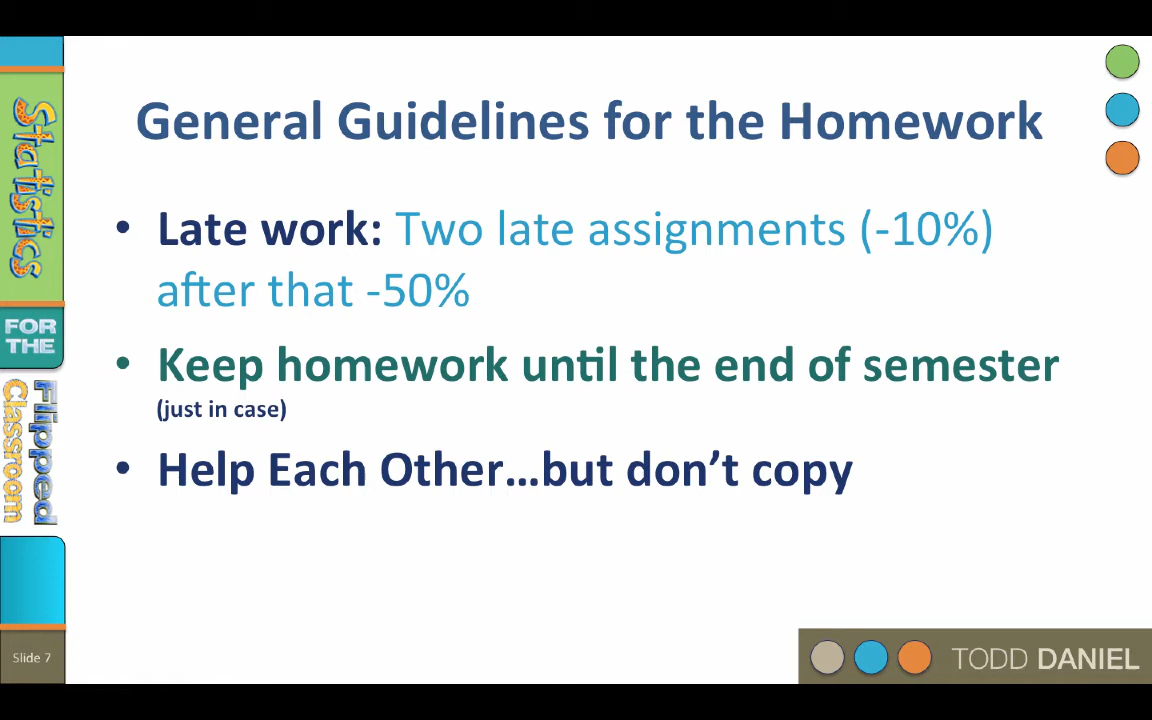 General Guidelines for the Homework
• Late work: Two late assignments (-10%)
after that -50%
• Keep homework until the end of semester
(just in case)
• Help Each Other…but don’t copy
Statistics
FOR THE
Flipped
Classroom
Slide 7
TODD DANIEL